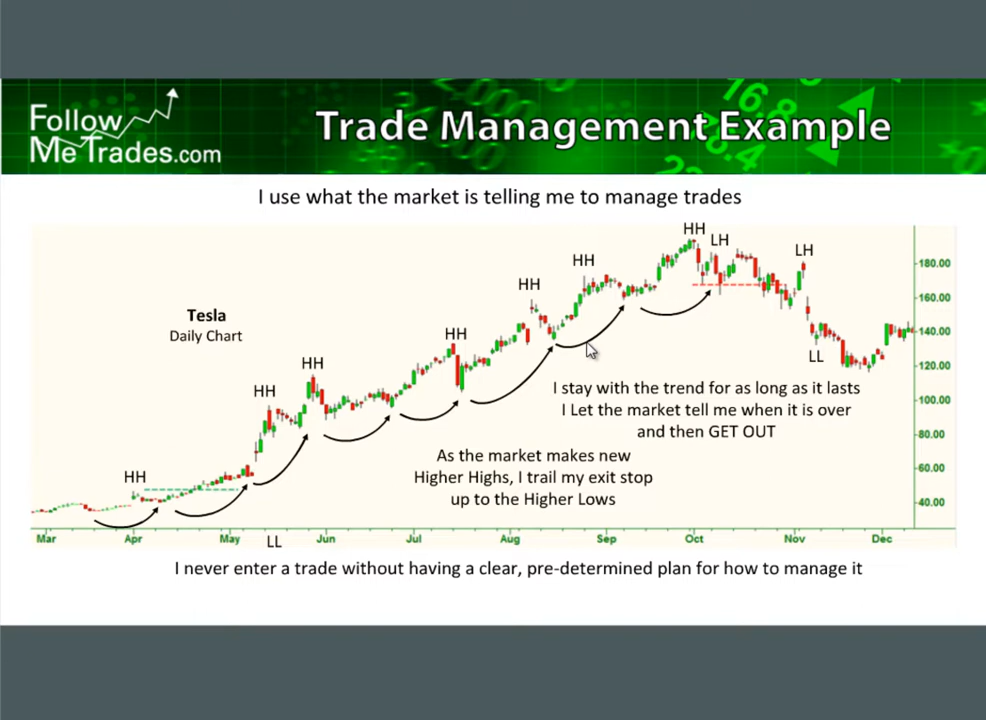 Follow
Me Trades.com
Trade Management Example
I use what the market is telling me to manage trades
HH
LH
LH
HH
HH
HH
HH
HH
HH
LL
LL
Tesla
Daily Chart
180.00
160.00
140.00
120.00
100.00
80.00
60.00
40.00
I stay with the trend for as long as it lasts
I Let the market tell me when it is over
and then GET OUT
As the market makes new
Higher Highs, I trail my exit stop
up to the Higher Lows
Mar Apr May Jun Jul Aug Sep Oct Nov Dec
I never enter a trade without having a clear, pre-determined plan for how to manage it
16.8